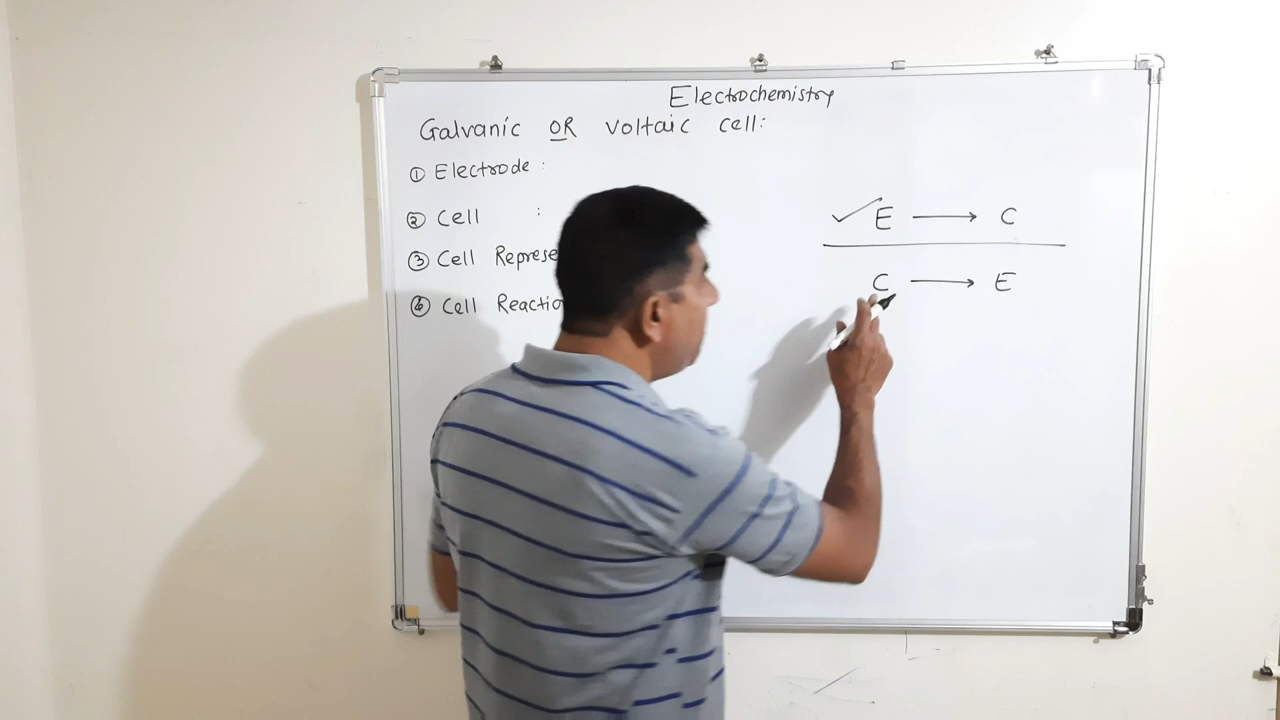 Electrochemistry
Galvanic OR voltaic cell:
① Electrode :
② Cell :
③ Cell Represe
④ Cell Reactio
✓ E → C
C → E